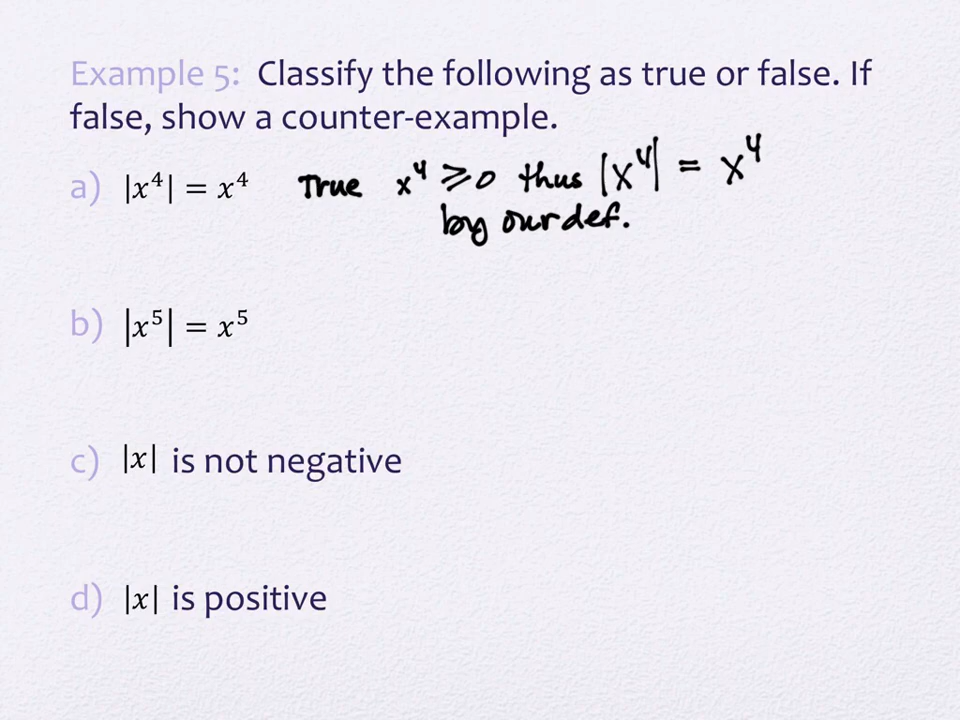 Example 5: Classify the following as true or false. If
false, show a counter-example.
a) |x⁴| = x⁴ True x⁴ ⩾ 0 thus |x⁴| = x⁴
by our def.
b) |x⁵| = x⁵
c) |x| is not negative
d) |x| is positive